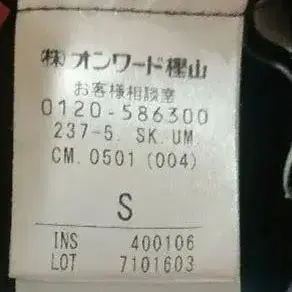 ㈱オンワード樫山
お客様相談室
0120-586300
237-5. SK.UM.
CM.0501(004)
S
INS 400106
LOT 7101603